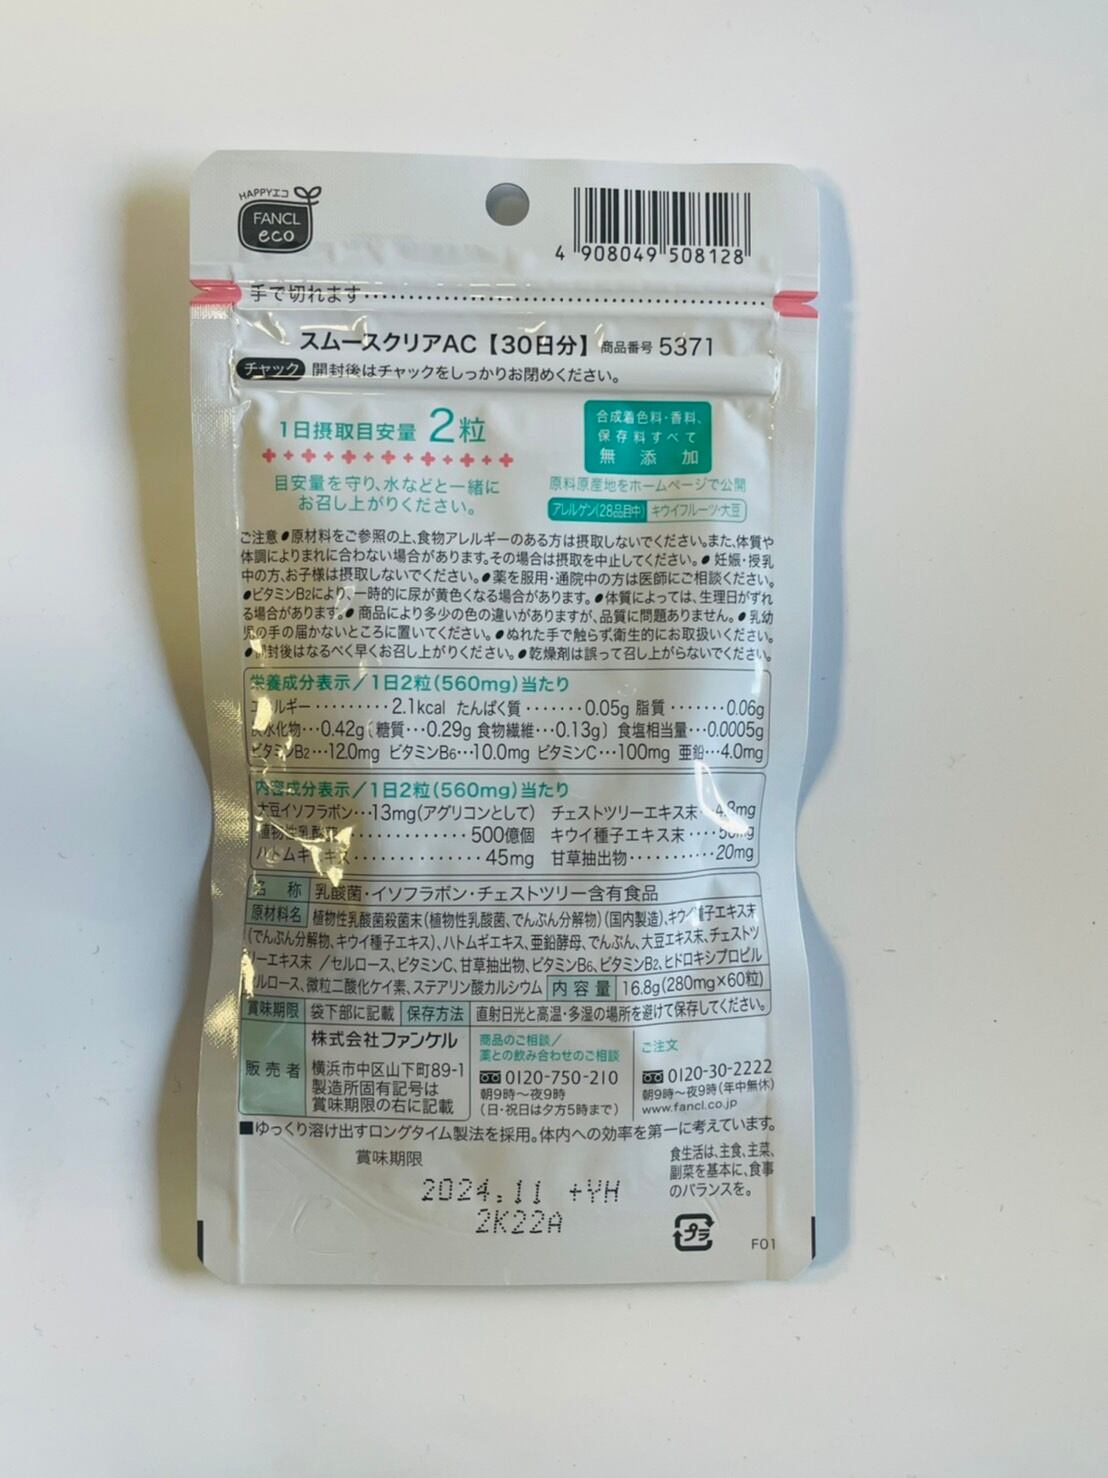 HAPPYエコ
FANCL
eco
4 908049 508128
手で切れます
スムースクリアAC【30日分】商品番号 5371
チャック 開封後はチャックをしっかりお閉めください。
1日摂取目安量 2粒
目安量を守り、水などと一緒に
お召し上がりください。
合成着色料・香料、
保存料すべて
無添加
原料原産地をホームページで公開
アレルゲン(28品目中) キウイフルーツ・大豆
ご注意 ●原材料をご参照の上、食物アレルギーのある方は摂取しないでください。また、体質や
体調によりまれに合わない場合があります。その場合は摂取を中止してください。● 妊娠・授乳
中の方、お子様は摂取しないでください。●薬を服用・通院中の方は医師にご相談ください。
●ビタミンB2により、一時的に尿が黄色くなる場合があります。●体質によっては、生理日がずれ
る場合があります。● 商品により多少の色の違いがありますが、品質に問題ありません。● 乳幼
児の手の届かないところに置いてください。●ぬれた手で触らず、衛生的にお取扱いください。
●開封後はなるべく早くお召し上がりください。●乾燥剤は誤って召し上がらないでください。
栄養成分表示/1日2粒(560mg)当たり
エネルギー………2.1kcal たんぱく質………0.05g 脂質………0.06g
炭水化物…0.42g〔糖質…0.29g 食物繊維…0.13g〕食塩相当量…0.0005g
ビタミンB2…12.0mg ビタミンB6…10.0mg ビタミンC…100mg 亜鉛…4.0mg
内容成分表示/1日2粒(560mg)当たり
大豆イソフラボン…13mg(アグリコンとして) チェストツリーエキス末
植物性乳酸菌……………500億個 キウイ種子エキス末
ハトムギエキス……………45mg 甘草抽出物…………20mg
名称 乳酸菌・イソフラボン・チェストツリー含有食品
原材料名 植物性乳酸菌殺菌末(植物性乳酸菌、でんぷん分解物)(国内製造)、キウイ種子エキス末
(でんぷん分解物、キウイ種子エキス)、ハトムギエキス、亜鉛酵母、でんぷん、大豆エキス末、チェストツ
リーエキス末 /セルロース、ビタミンC、甘草抽出物、ビタミンB6、ビタミンB2、ヒドロキシプロピル
セルロース、微粒二酸化ケイ素、ステアリン酸カルシウム 内容量 16.8g(280mg×60粒)
賞味期限 袋下部に記載 保存方法 直射日光と高温・多湿の場所を避けて保存してください。
販売者 株式会社ファンケル
横浜市中区山下町89-1
製造所固有記号は
賞味期限の右に記載
商品のご相談/
薬との飲み合わせのご相談
0120-750-210
朝9時〜夜9時
(日・祝日は夕方5時まで)
ご注文
0120-30-2222
朝9時〜夜9時(年中無休)
www.fancl.co.jp
■ゆっくり溶け出すロングタイム製法を採用。体内への効率を第一に考えています。
賞味期限
2024.11 +YH
2K22A
食生活は、主食、主菜、
副菜を基本に、食事
のバランスを。
プラ
F01